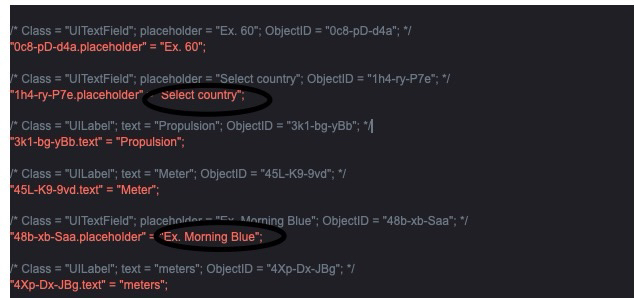 /* Class = "UITextField"; placeholder = "Ex. 60"; ObjectID = "0c8-pD-d4a"; */
"0c8-pD-d4a.placeholder" = "Ex. 60";
/* Class = "UITextField"; placeholder = "Select country"; ObjectID = "1h4-ry-P7e"; */
"1h4-ry-P7e.placeholder" = "Select country";
/* Class = "UILabel"; text = "Propulsion"; ObjectID = "3k1-bg-yBb"; */
"3k1-bg-yBb.text" = "Propulsion";
/* Class = "UILabel"; text = "Meter"; ObjectID = "45L-K9-9vd"; */
"45L-K9-9vd.text" = "Meter";
/* Class = "UITextField"; placeholder = "Ex. Morning Blue"; ObjectID = "48b-xb-Saa"; */
"48b-xb-Saa.placeholder" = "Ex. Morning Blue";
/* Class = "UILabel"; text = "meters"; ObjectID = "4Xp-Dx-JBg"; */
"4Xp-Dx-JBg.text" = "meters";